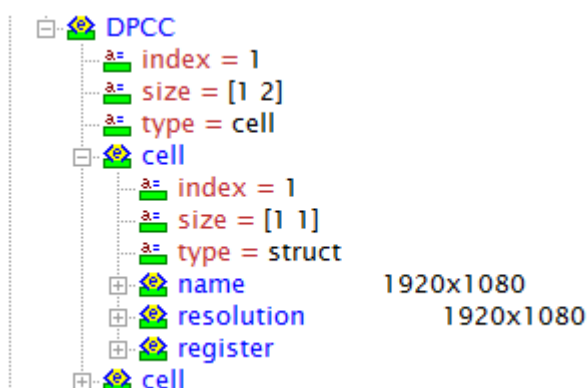 DPCC
index = 1
size = [1 2]
type = cell
cell
index = 1
size = [1 1]
type = struct
name 1920x1080
resolution 1920x1080
register
cell